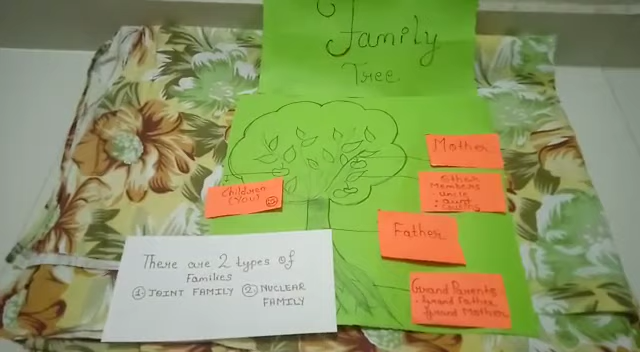 Family
Tree
Mother
Other
Members
Uncle
Aunt
Children
(You)
Father
Grand Parents
- Grand Father
- Grand Mother
There are 2 types of
Families
① JOINT FAMILY ② NUCLEAR
FAMILY